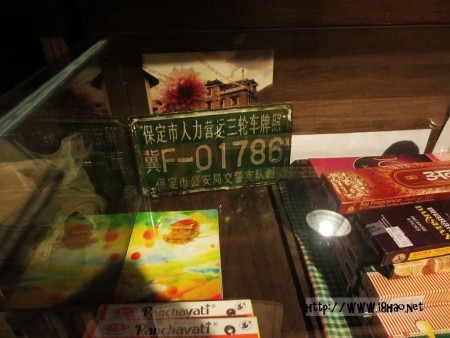 保定市人力营运三轮车牌照
冀F-01786
保定市公安局交警支队制
DARSHAN
Panchavati
Panchavati
HTTP://WWW.18HAO.NET